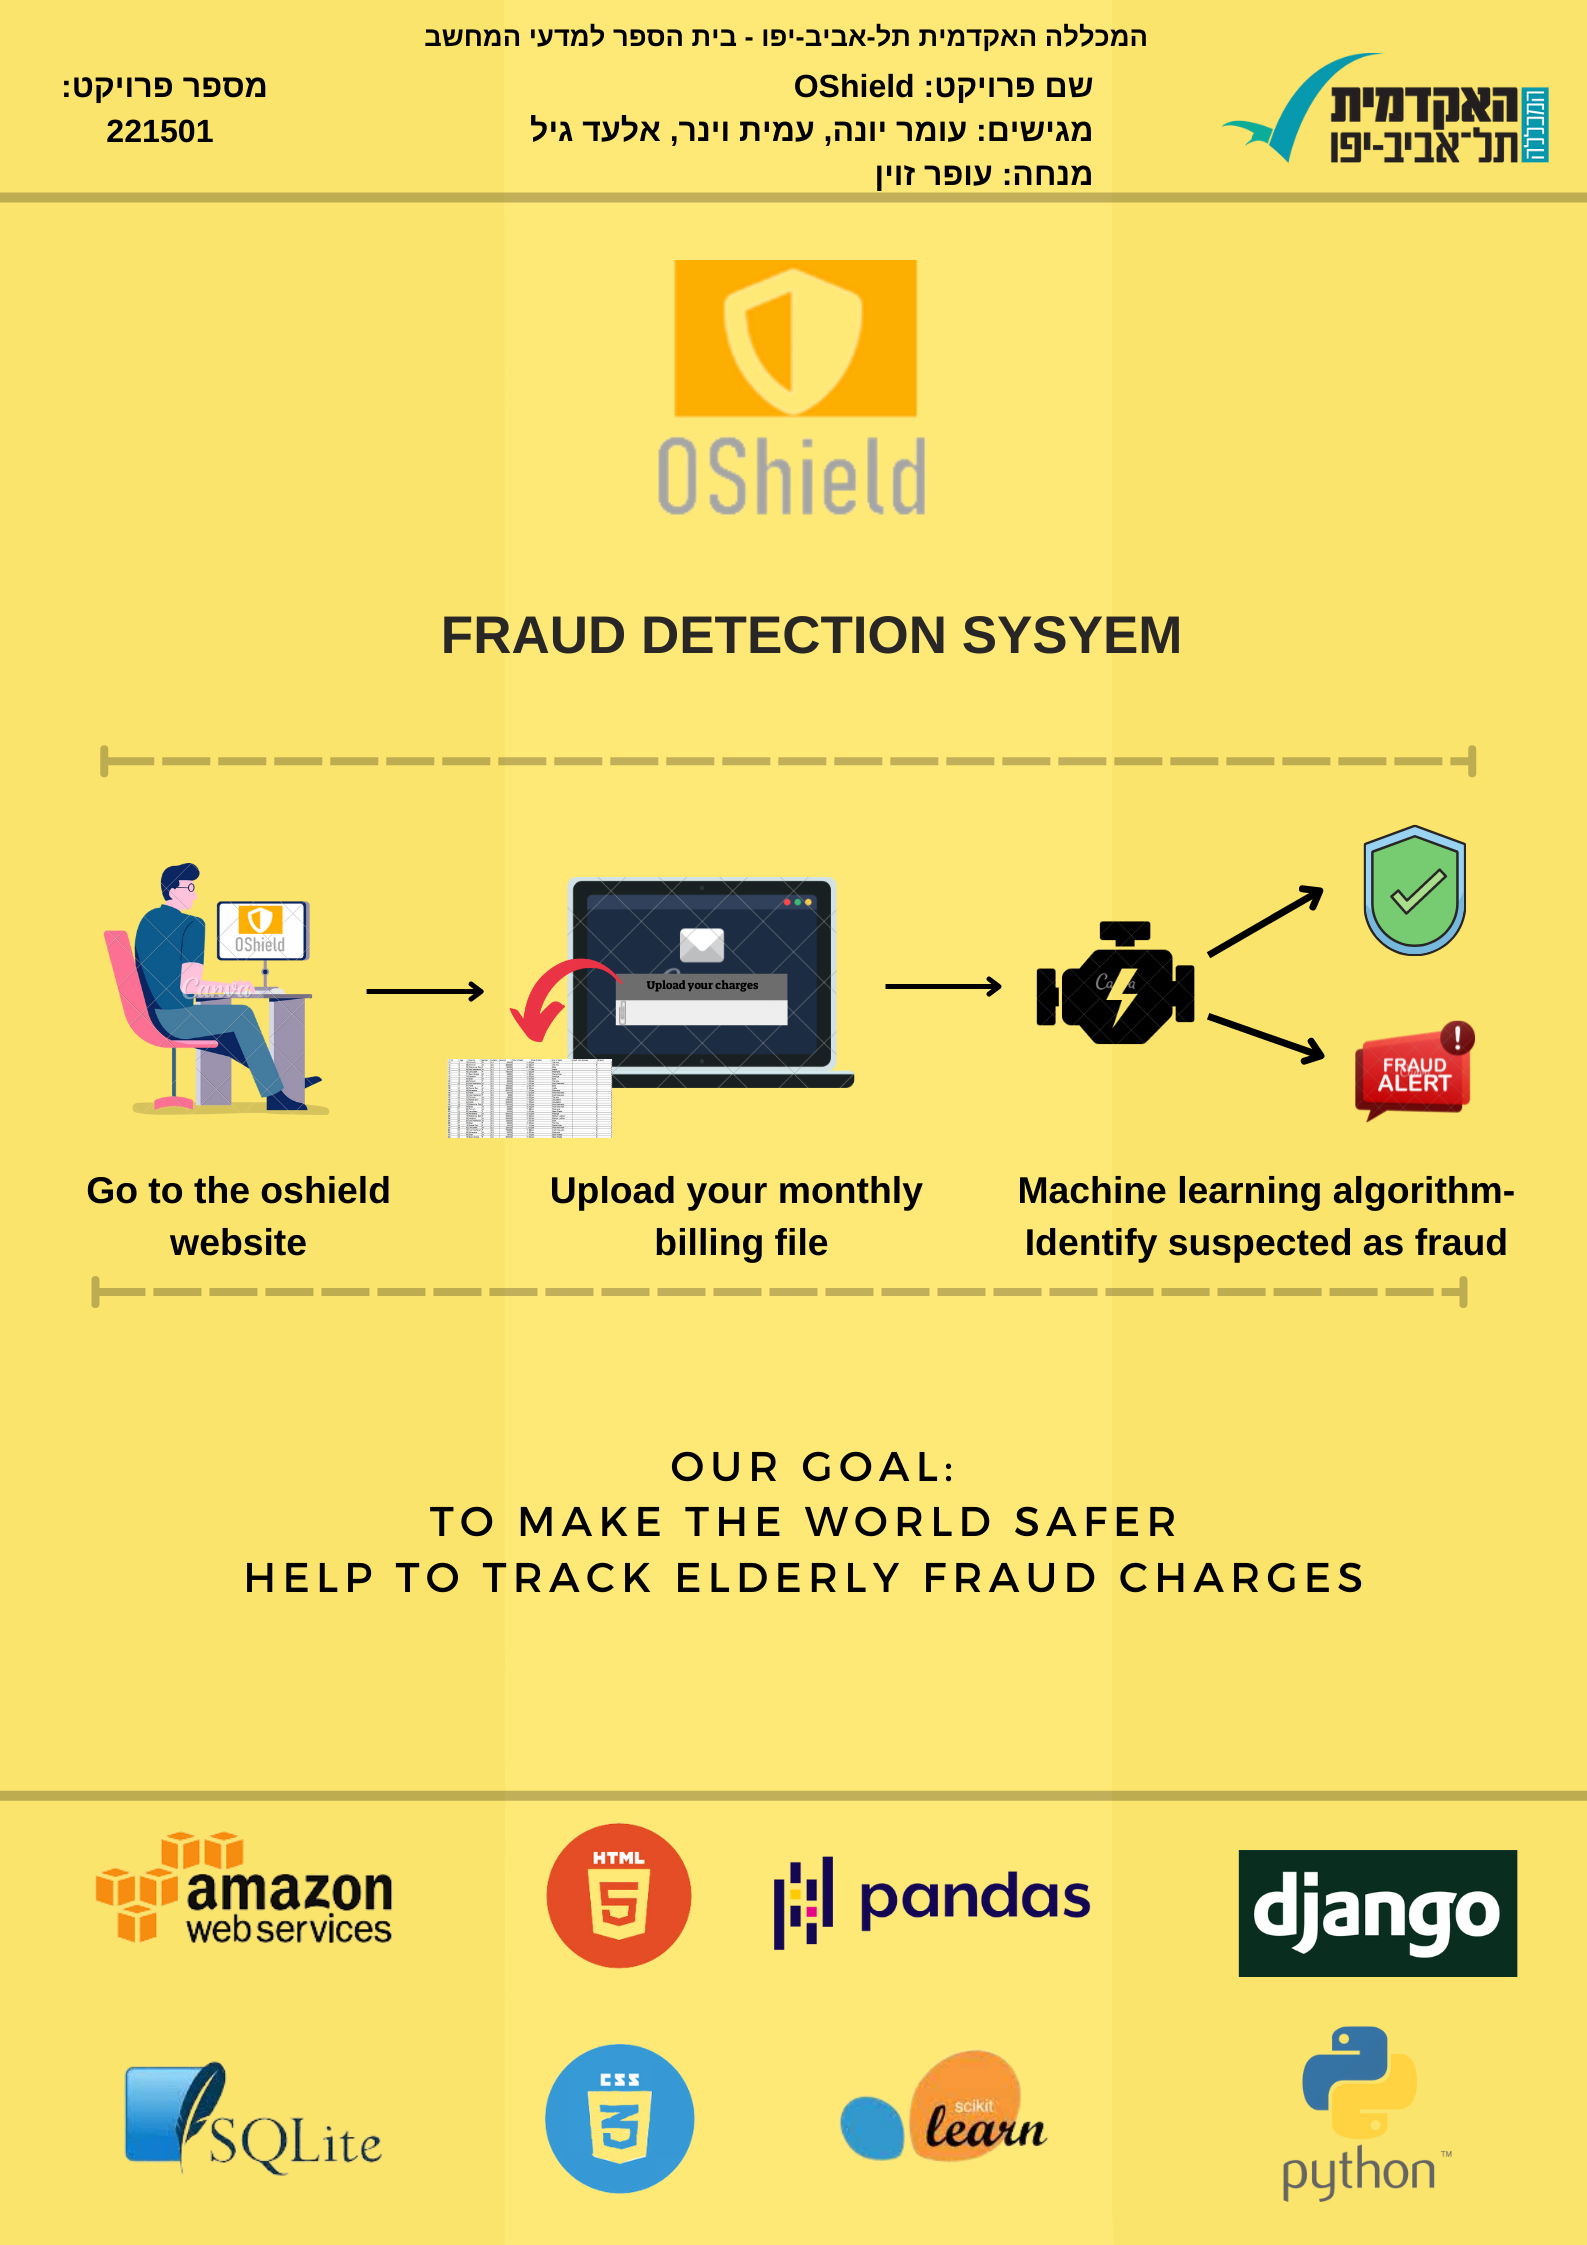 המכללה האקדמית תל-אביב-יפו - בית הספר למדעי המחשב
שם פרויקט: OShield
מגישים: עומר יונה, עמית וינר, אלעד גיל
מנחה: עופר זוין
מספר פרויקט:
221501
המכללה
האקדמית
תל־אביב-יפו
OShield
FRAUD DETECTION SYSYEM
OShield
Canva
Upload your charges
Canva
FRAUD
ALERT
!
Go to the oshield
website
Upload your monthly
billing file
Machine learning algorithm-
Identify suspected as fraud
OUR GOAL:
TO MAKE THE WORLD SAFER
HELP TO TRACK ELDERLY FRAUD CHARGES
amazon
web services
HTML
5
pandas
django
SQLite
CSS
3
scikit
learn
python™